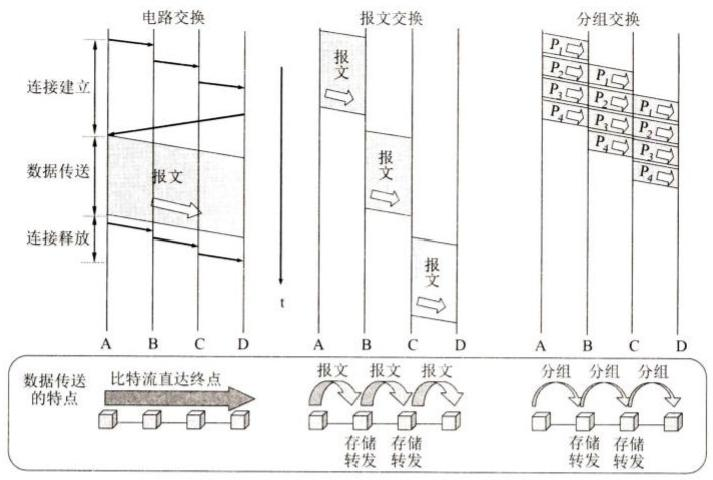 电路交换
报文交换
分组交换
连接建立
数据传送
连接释放
报文
t
A B C D
报文
报文
报文
A B C D
P1
P2
P3
P4
P1
P2
P3
P4
P1
P2
P3
P4
A B C D
数据传送
的特点
比特流直达终点
报文 报文 报文
存储 存储
转发 转发
分组 分组 分组
存储 存储
转发 转发